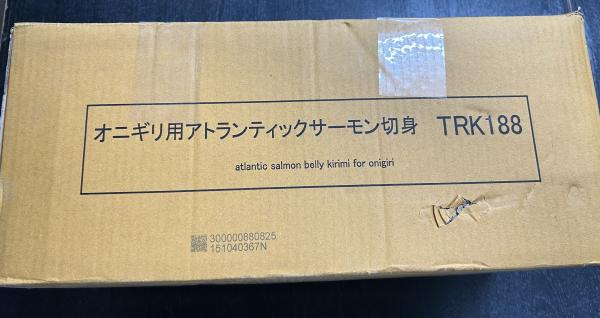 オニギリ用アトランティックサーモン切身　TRK188
atlantic salmon belly kirimi for onigiri
300000880825
151040367N